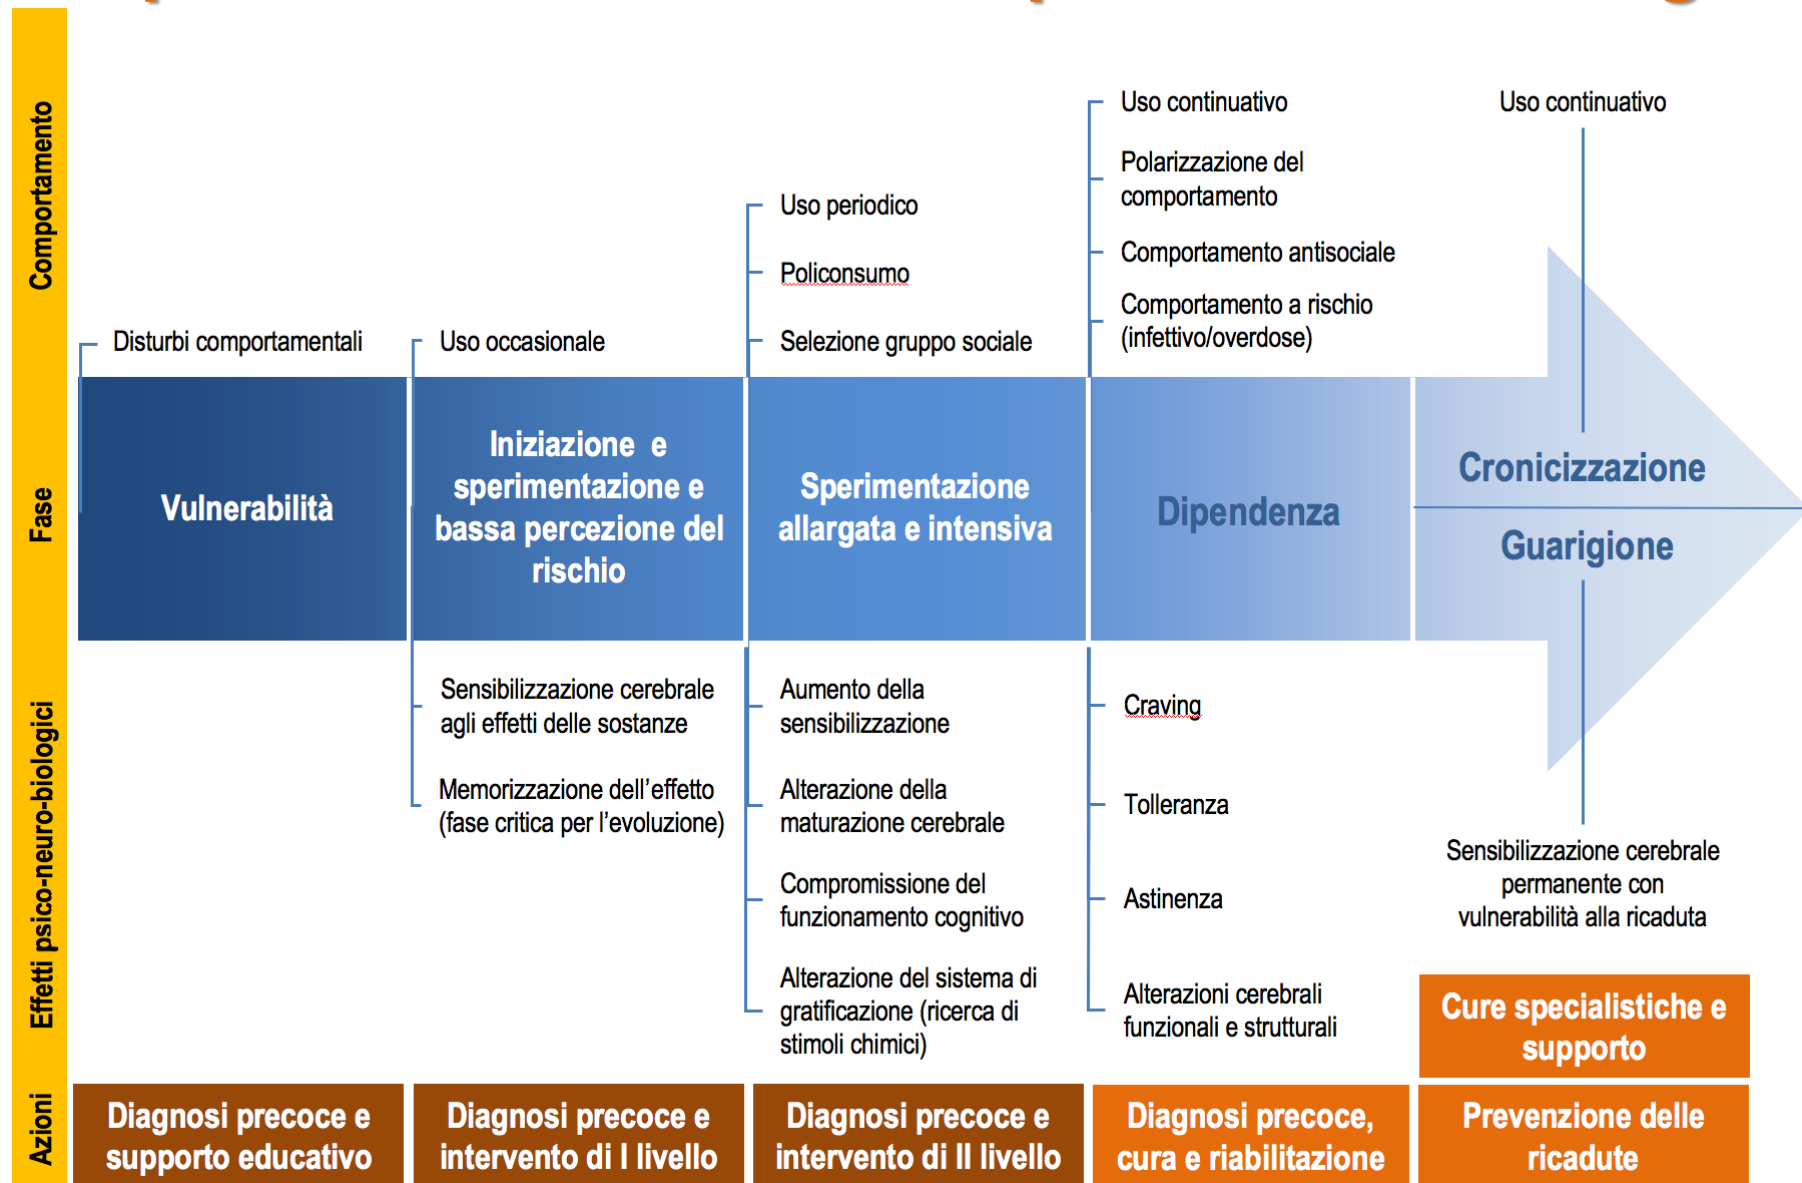 Comportamento
Uso continuativo
Uso continuativo
Polarizzazione del
comportamento
Uso periodico
Policonsumo
Comportamento antisociale
Comportamento a rischio
(infettivo/overdose)
Disturbi comportamentali
Uso occasionale
Selezione gruppo sociale
Fase
Vulnerabilità
Iniziazione e
sperimentazione e
bassa percezione del
rischio
Sperimentazione
allargata e intensiva
Dipendenza
Cronicizzazione
Guarigione
Effetti psico-neuro-biologici
Sensibilizzazione cerebrale
agli effetti delle sostanze
Memorizzazione dell’effetto
(fase critica per l’evoluzione)
Aumento della
sensibilizzazione
Alterazione della
maturazione cerebrale
Compromissione del
funzionamento cognitivo
Alterazione del sistema di
gratificazione (ricerca di
stimoli chimici)
Craving
Tolleranza
Astinenza
Alterazioni cerebrali
funzionali e strutturali
Sensibilizzazione cerebrale
permanente con
vulnerabilità alla ricaduta
Cure specialistiche e
supporto
Azioni
Diagnosi precoce e
supporto educativo
Diagnosi precoce e
intervento di I livello
Diagnosi precoce e
intervento di II livello
Diagnosi precoce,
cura e riabilitazione
Prevenzione delle
ricadute